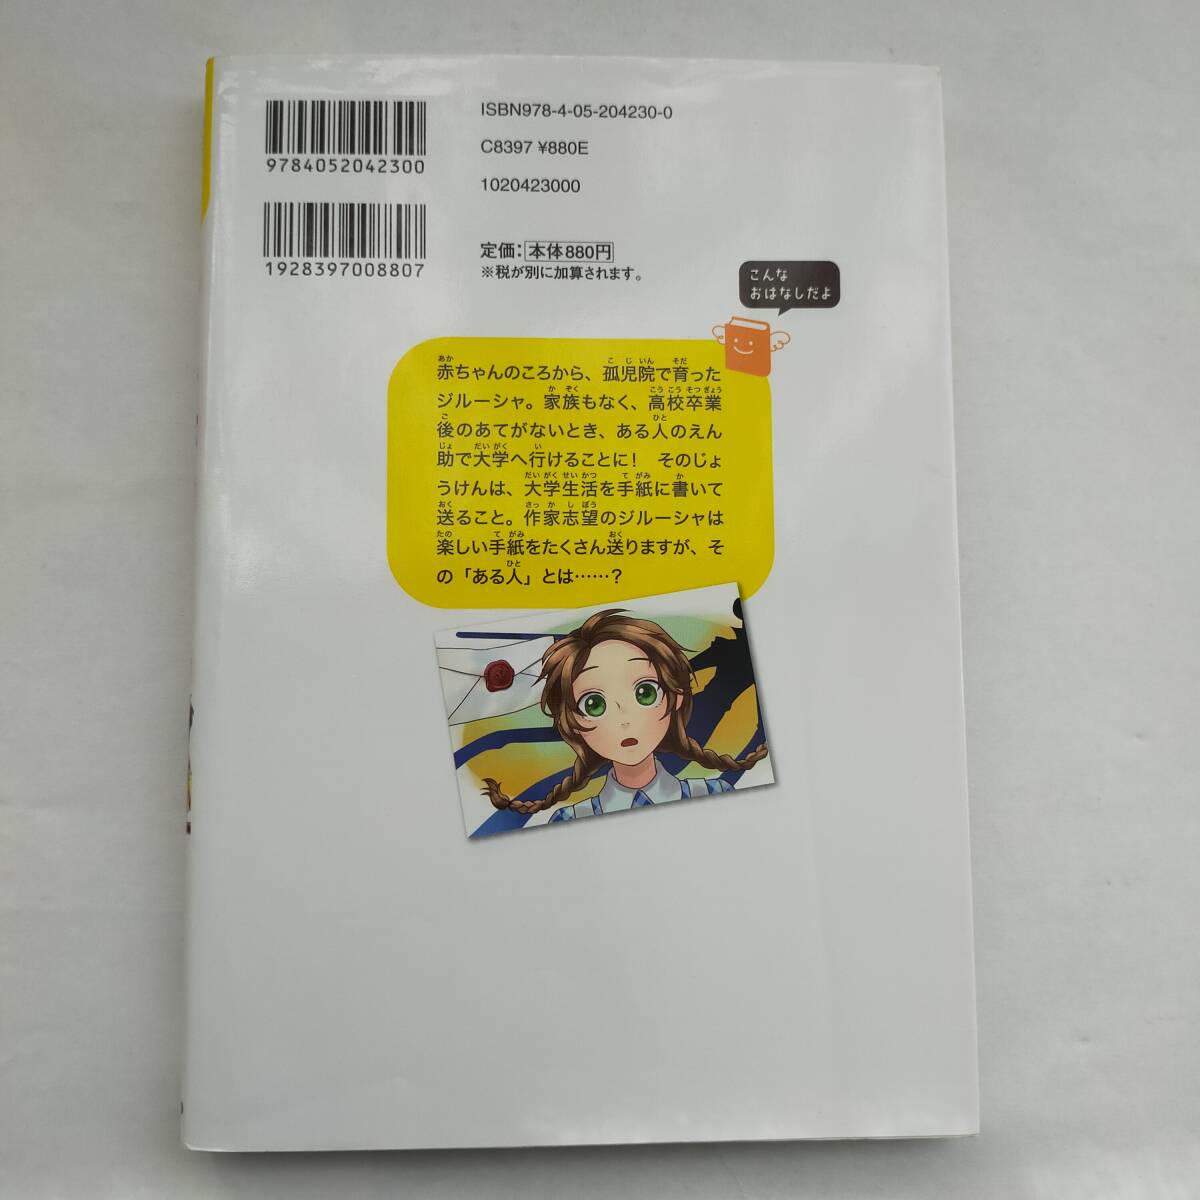 ISBN978-4-05-204230-0
C8397 ¥880E
1020423000
9784052042300
1928397008807
定価：本体880円
※税が別に加算されます。
こんな
おはなしだよ
赤ちゃんのころから、孤児院で育った
ジルーシャ。家族もなく、高校卒業
後のあてがないとき、ある人のえん
助で大学へ行けることに！ そのじょ
うけんは、大学生活を手紙に書いて
送ること。作家志望のジルーシャは
楽しい手紙をたくさん送りますが、そ
の「ある人」とは……？